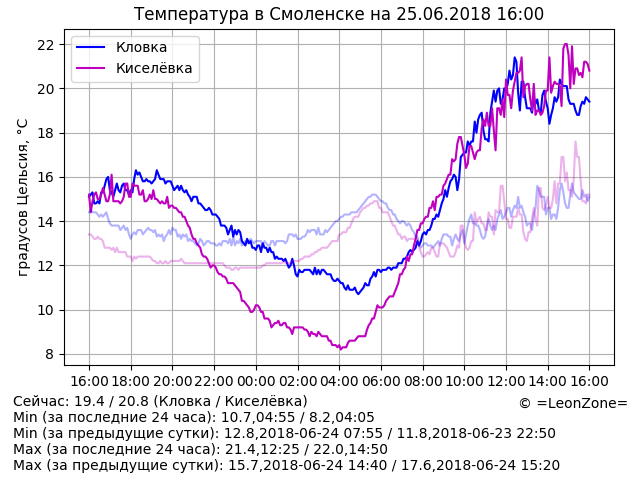 Температура в Смоленске на 25.06.2018 16:00
Кловка
Киселёвка
градусов Цельсия, °C
22
20
18
16
14
12
10
8
16:00 18:00 20:00 22:00 00:00 02:00 04:00 06:00 08:00 10:00 12:00 14:00 16:00
Сейчас: 19.4 / 20.8 (Кловка / Киселёвка)
© =LeonZone=
Min (за последние 24 часа): 10.7,04:55 / 8.2,04:05
Min (за предыдущие сутки): 12.8,2018-06-24 07:55 / 11.8,2018-06-23 22:50
Max (за последние 24 часа): 21.4,12:25 / 22.0,14:50
Max (за предыдущие сутки): 15.7,2018-06-24 14:40 / 17.6,2018-06-24 15:20